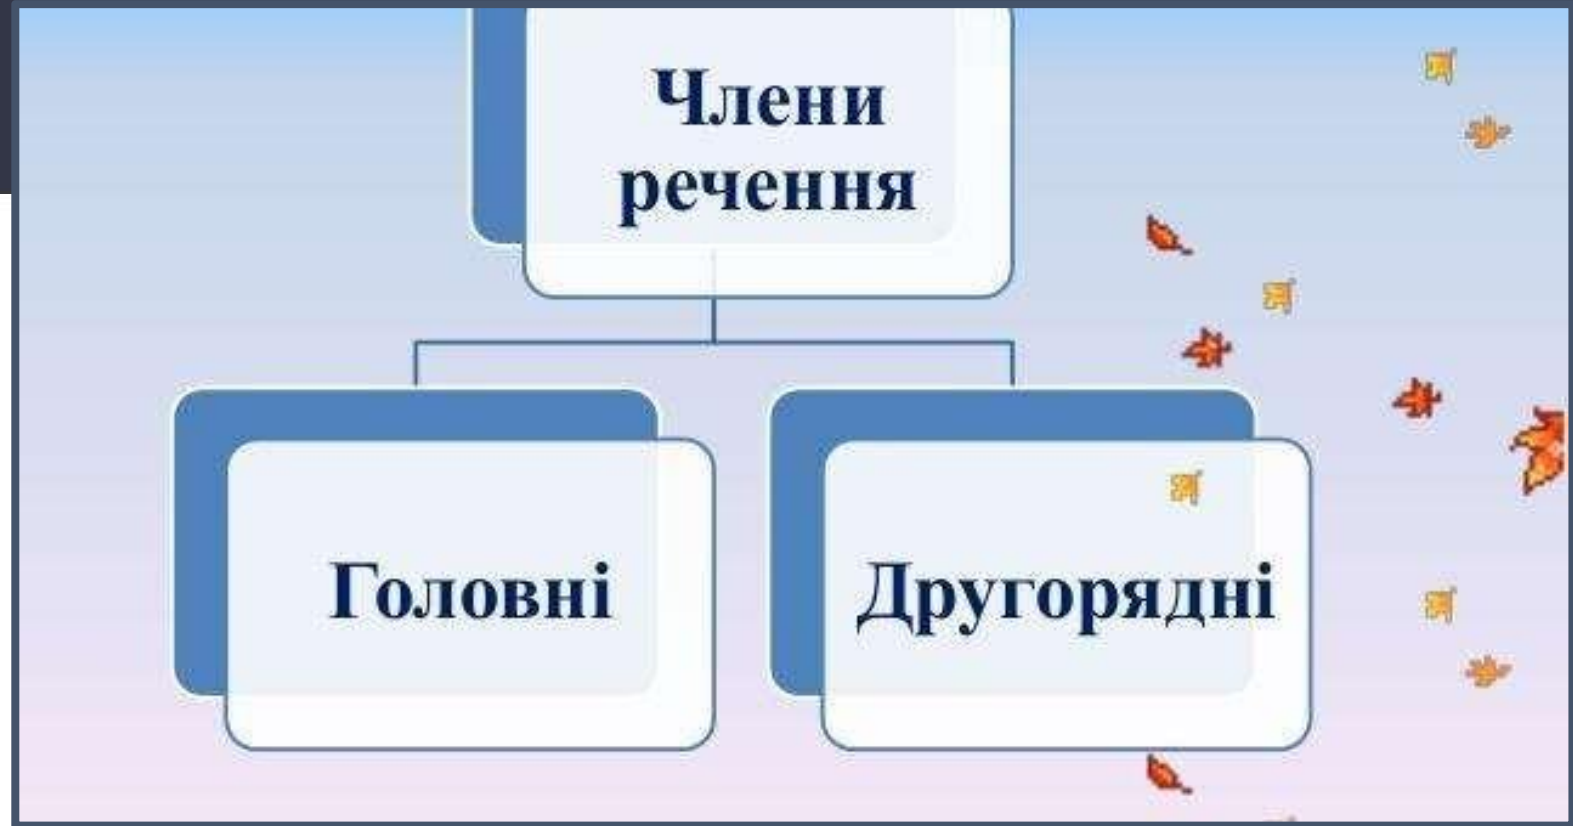 Члени
речення
Головні
Другорядні